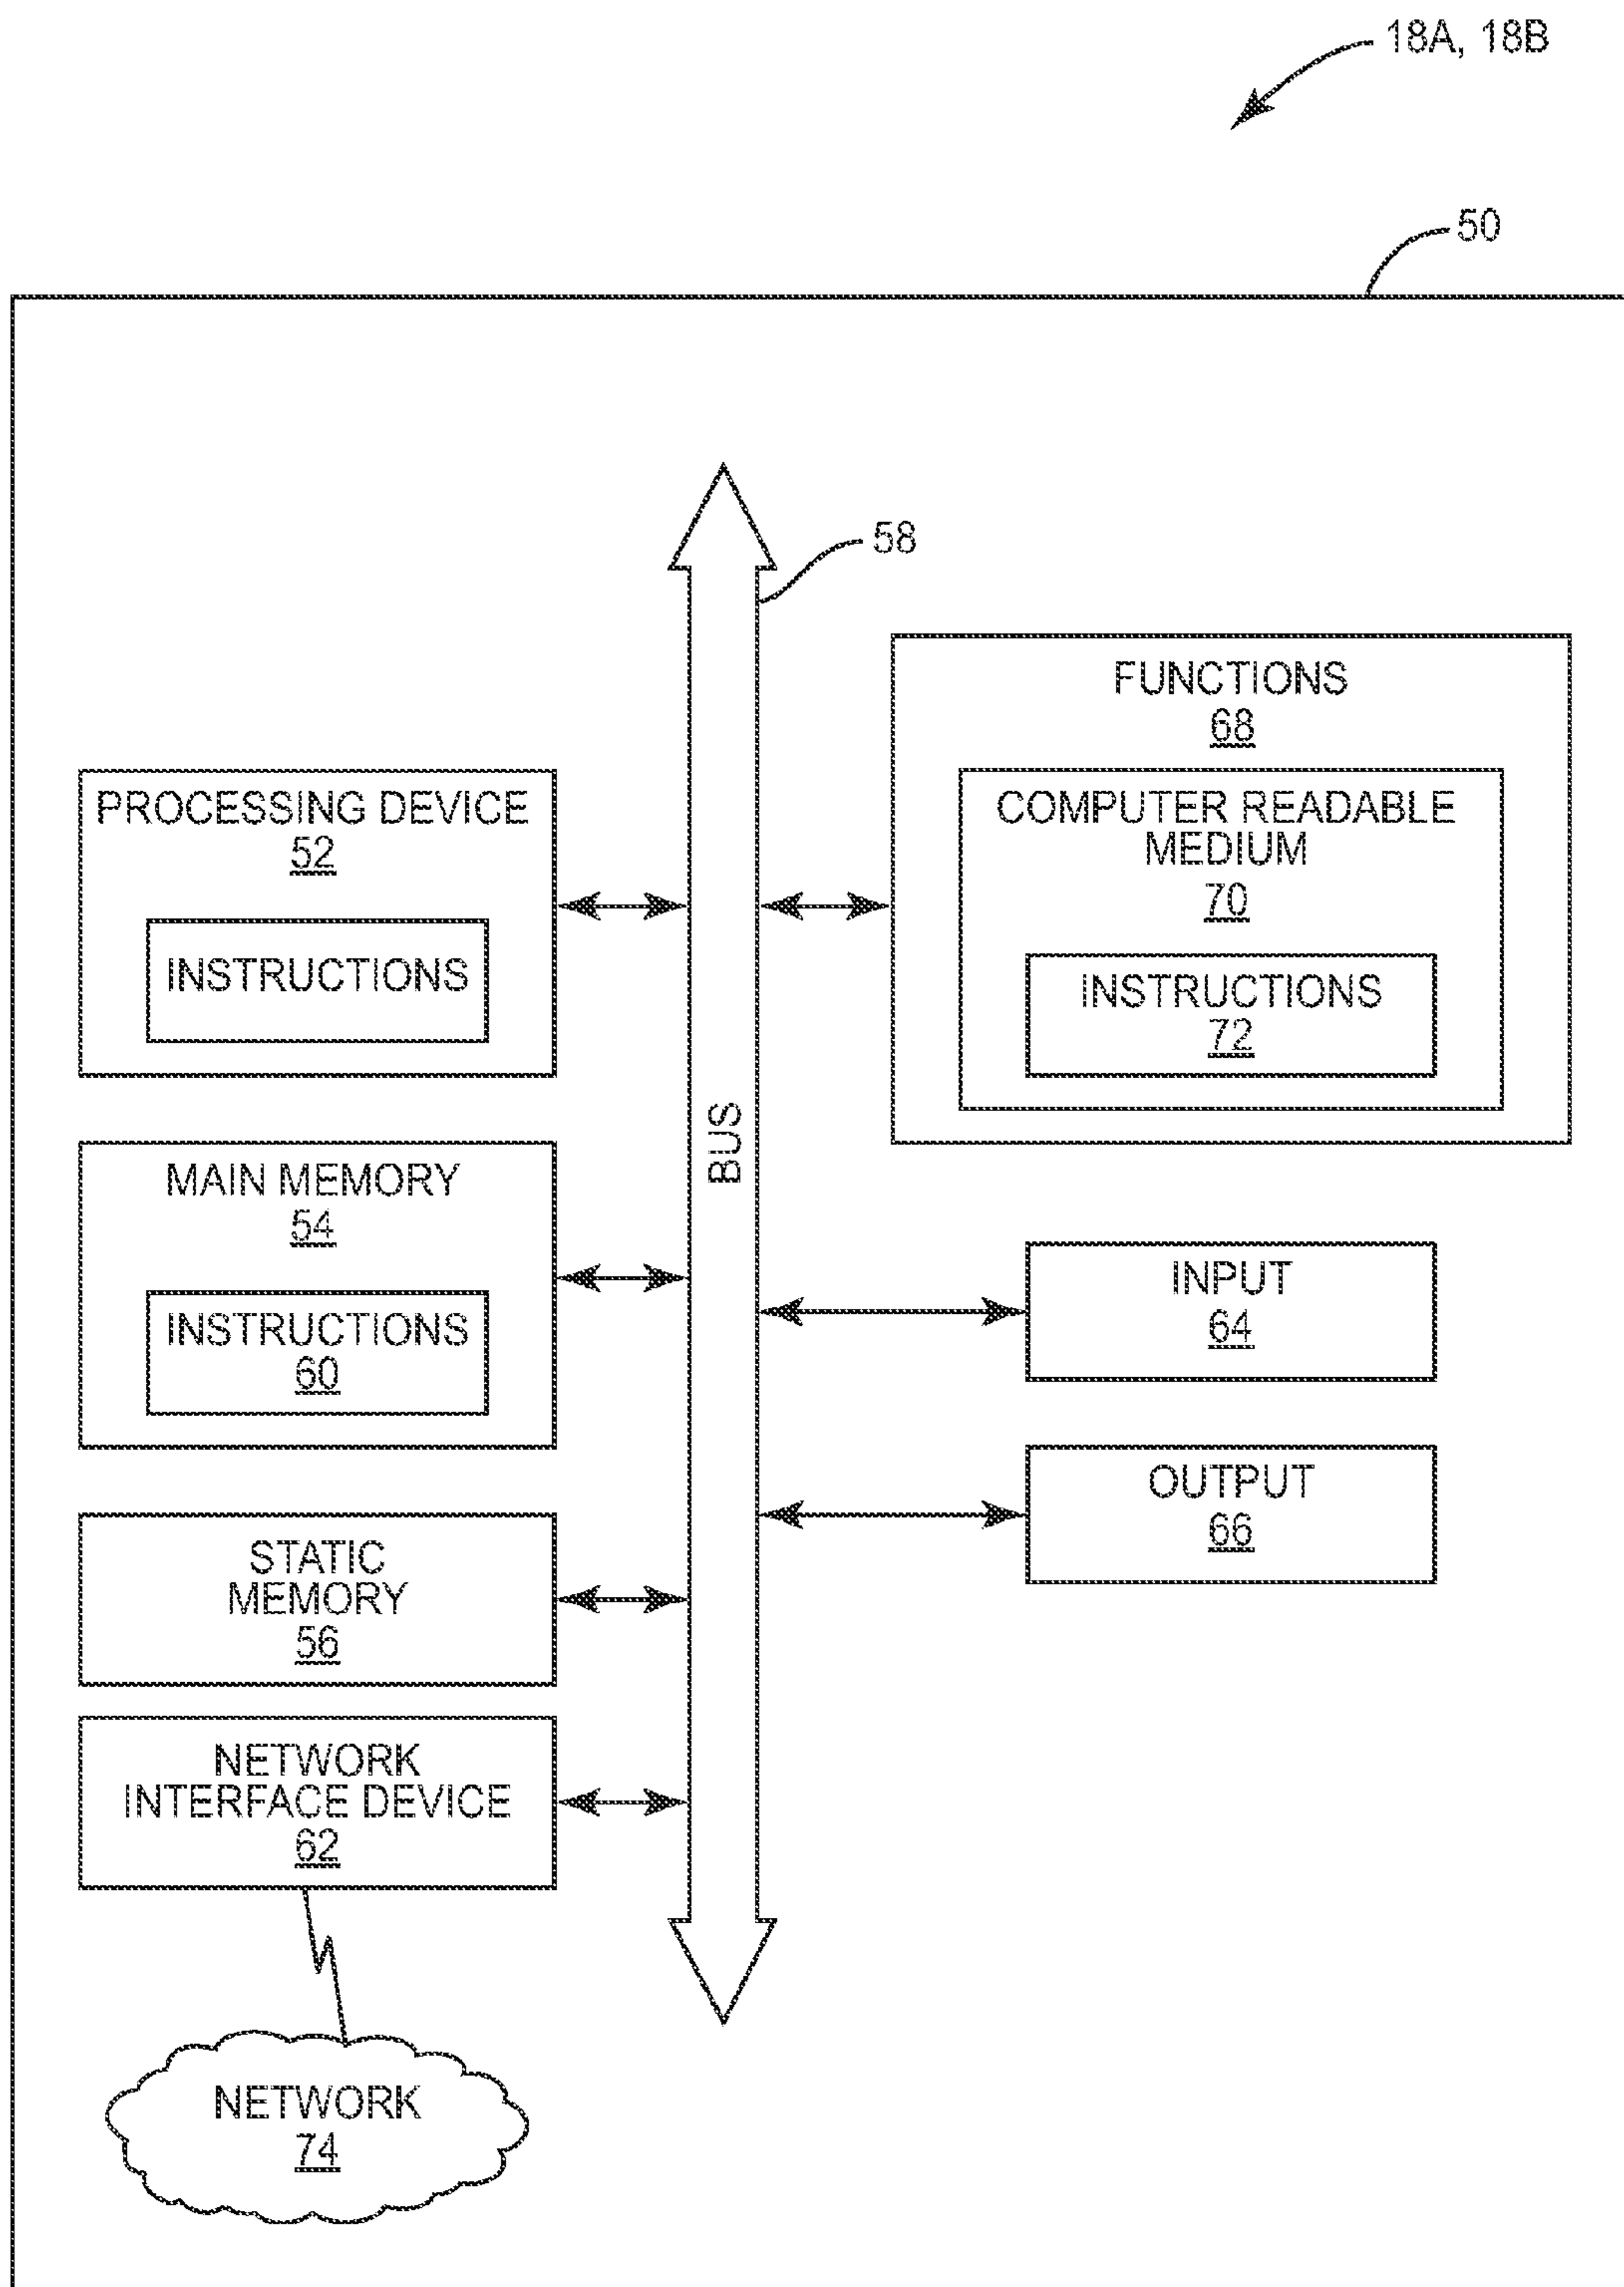 18A, 18B
50
58
FUNCTIONS
68
COMPUTER READABLE
MEDIUM
70
INSTRUCTIONS
72
PROCESSING DEVICE
52
INSTRUCTIONS
BUS
MAIN MEMORY
54
INSTRUCTIONS
60
INPUT
64
OUTPUT
66
STATIC
MEMORY
56
NETWORK
INTERFACE DEVICE
62
NETWORK
74